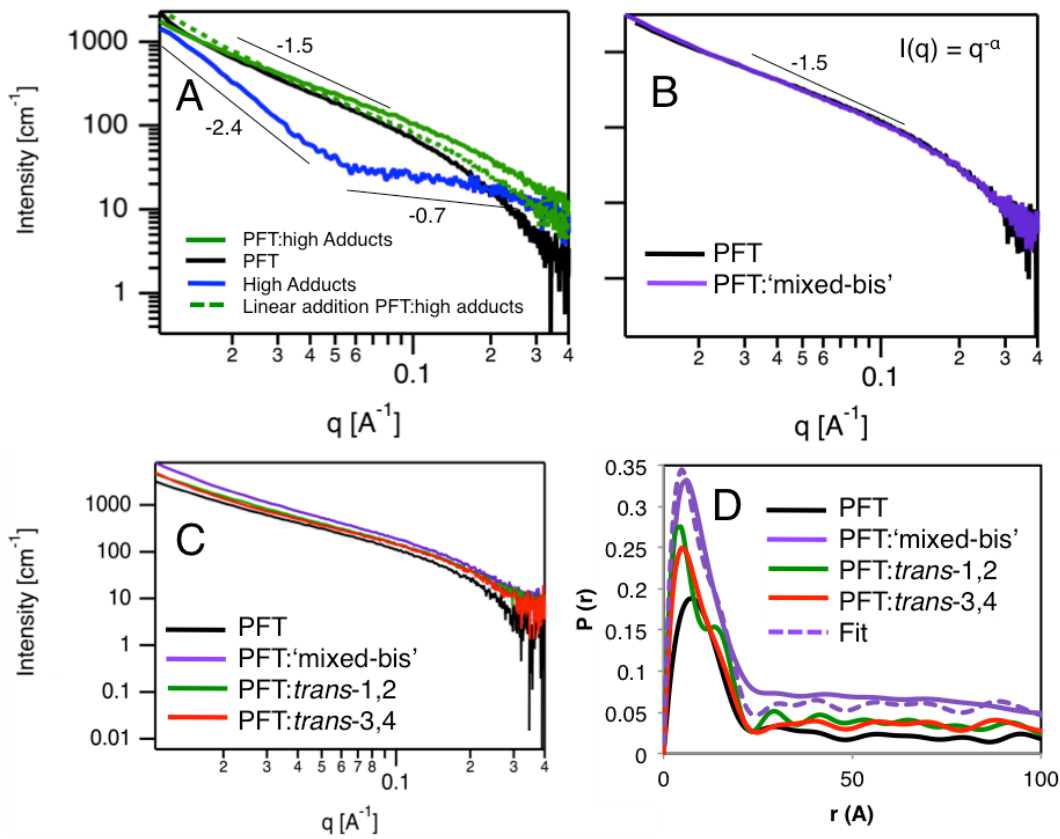 1000
100
10
1
Intensity [cm-1]
A
-1.5
-2.4
-0.7
PFT:high Adducts
PFT
High Adducts
Linear addition PFT:high adducts
2 3 4 5 6 0.1 2 3 4
q [A-1]
B
-1.5
I(q) = q-α
PFT
PFT:‘mixed-bis’
2 3 4 5 6 0.1 2 3 4
q [A-1]
1000
100
10
1
0.1
0.01
Intensity [cm-1]
C
PFT
PFT:‘mixed-bis’
PFT:trans-1,2
PFT:trans-3,4
2 3 4 5 6 7 8 0.1 2 3 4
q [A-1]
0.35
0.3
0.25
0.2
0.15
0.1
0.05
0
P (r)
D
PFT
PFT:‘mixed-bis’
PFT:trans-1,2
PFT:trans-3,4
Fit
0 50 100
r (A)